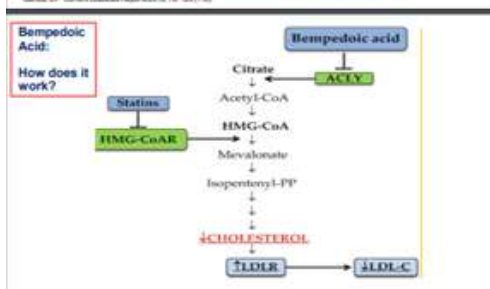 Bempedoic
Acid:
How does it
work?
Bempedoic acid
Citrate
ACLY
↓
Acetyl-CoA
Statins
↓
HMG-CoA
HMG-CoAR
↓
Mevalonate
↓
Isopentenyl-PP
↓
↓
↓
↓CHOLESTEROL
↓
↑LDLR
↓LDL-C